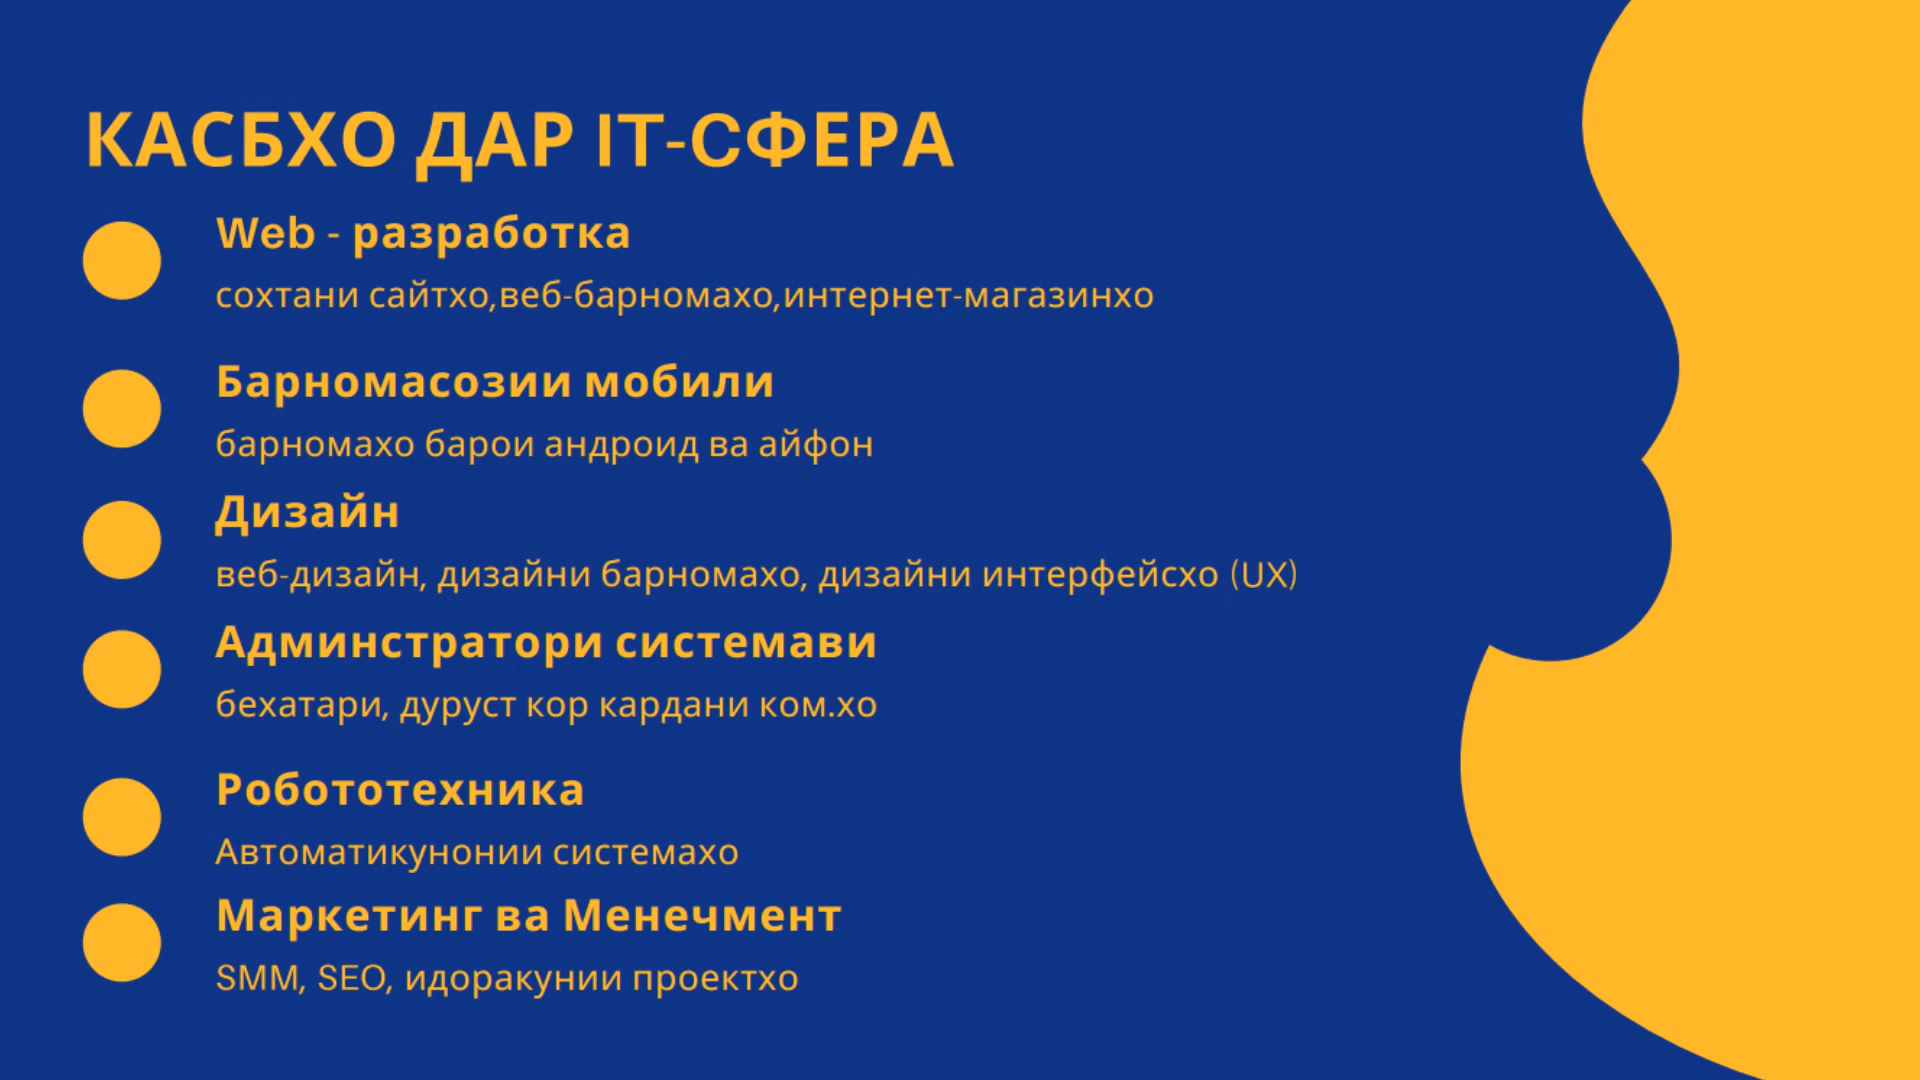 КАСБХО ДАР IT-СФЕРА
Web - разработка
сохтани сайтхо,веб-барномахо,интернет-магазинхо
Барномасозии мобили
барномахо барои андроид ва айфон
Дизайн
веб-дизайн, дизайни барномахо, дизайни интерфейсхо (UX)
Админстратори системави
бехатари, дуруст кор кардани ком.хо
Робототехника
Автоматикунонии системахо
Маркетинг ва Менечмент
SMM, SEO, идоракунии проектхо